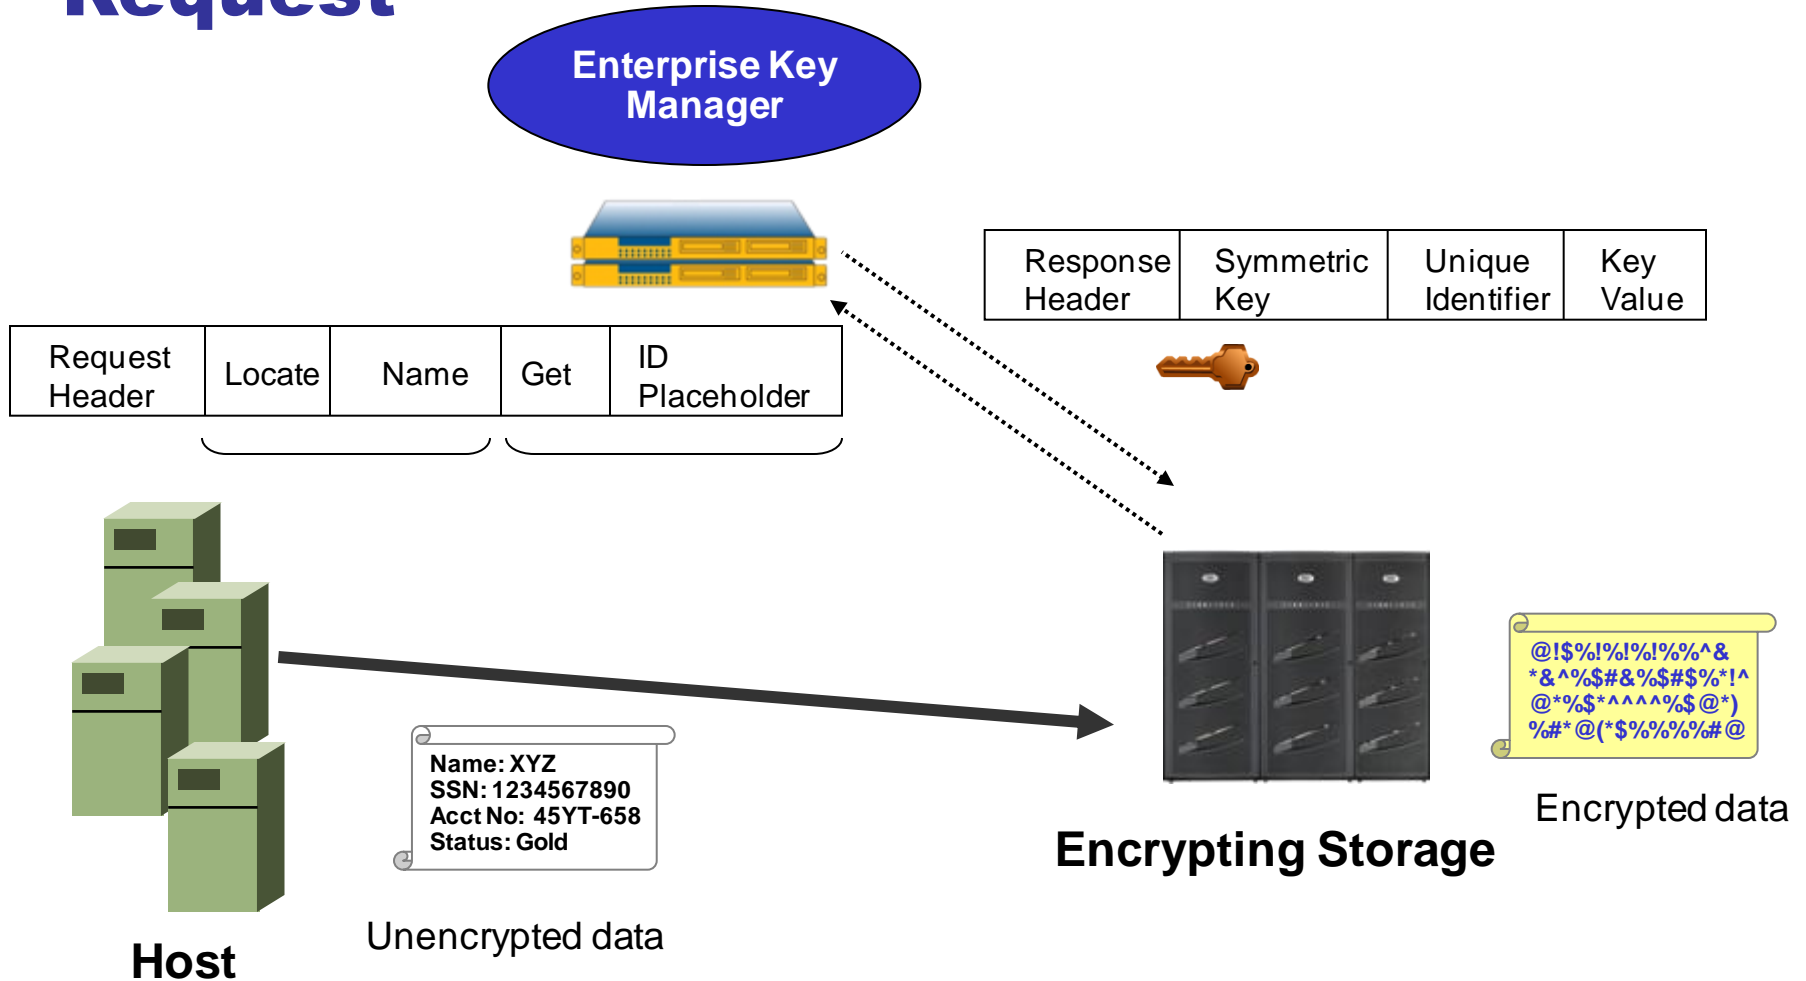 Request
Enterprise Key
Manager
Response
Header
Symmetric
Key
Unique
Identifier
Key
Value
Request
Header
Locate
Name
Get
ID
Placeholder
@!$%!%!%!%%^&
*&^%$#&%$#$%*!^
@*%$*^^^^%$@*)
%#*@(*$%%%%#@
Name: XYZ
SSN: 1234567890
Acct No: 45YT-658
Status: Gold
Encrypted data
Encrypting Storage
Unencrypted data
Host